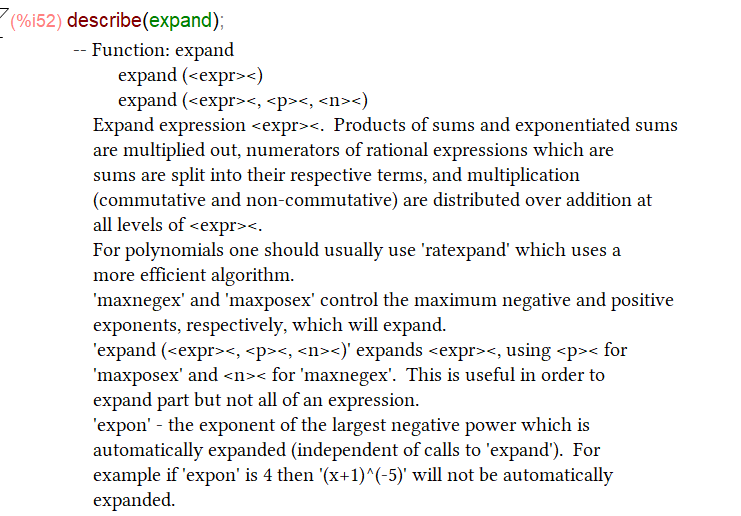 (%i52) describe(expand);
-- Function: expand
expand (<expr><)
expand (<expr><, <p><, <n><)
Expand expression <expr><.  Products of sums and exponentiated sums
are multiplied out, numerators of rational expressions which are
sums are split into their respective terms, and multiplication
(commutative and non-commutative) are distributed over addition at
all levels of <expr><.
For polynomials one should usually use 'ratexpand' which uses a
more efficient algorithm.
'maxnegex' and 'maxposex' control the maximum negative and positive
exponents, respectively, which will expand.
'expand (<expr><, <p><, <n><)' expands <expr><, using <p>< for
'maxposex' and <n>< for 'maxnegex'.  This is useful in order to
expand part but not all of an expression.
'expon' - the exponent of the largest negative power which is
automatically expanded (independent of calls to 'expand').  For
example if 'expon' is 4 then '(x+1)^(-5)' will not be automatically
expanded.